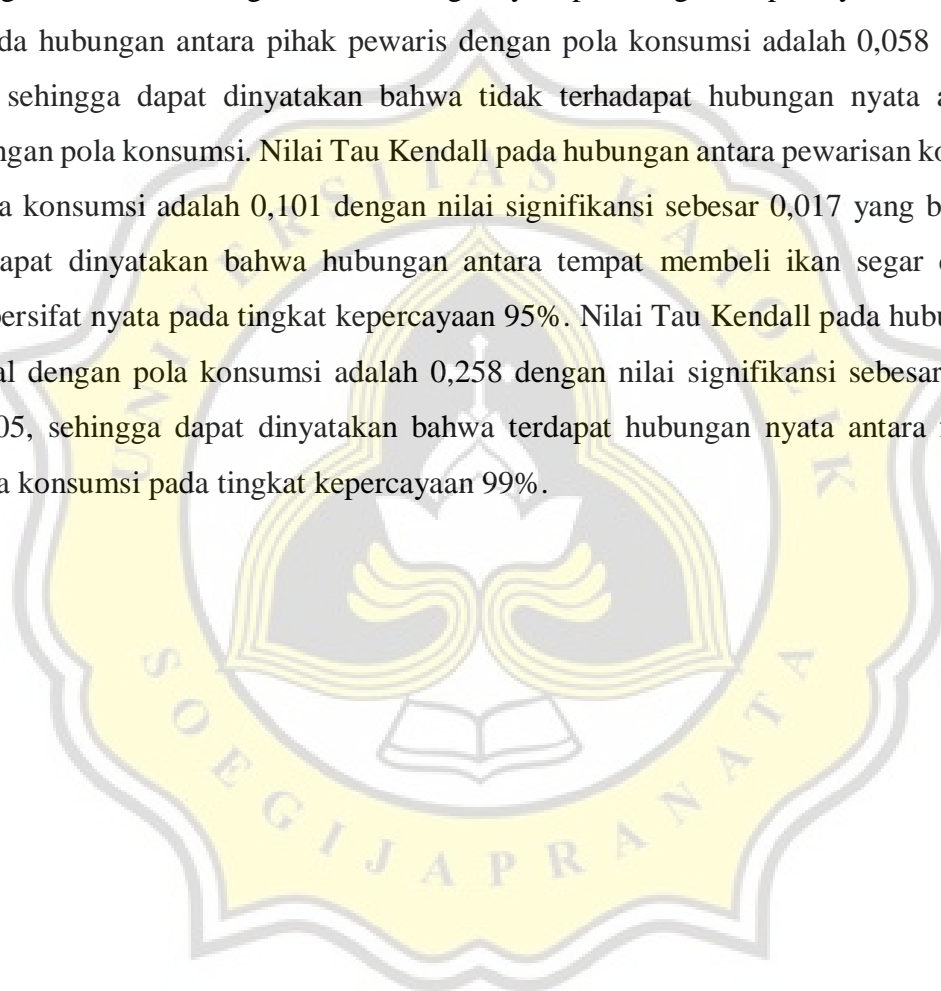 da hubungan antara pihak pewaris dengan pola konsumsi adalah 0,058
sehingga dapat dinyatakan bahwa tidak terhadapat hubungan nyata a
ngan pola konsumsi. Nilai Tau Kendall pada hubungan antara pewarisan ko
a konsumsi adalah 0,101 dengan nilai signifikansi sebesar 0,017 yang b
apat dinyatakan bahwa hubungan antara tempat membeli ikan segar
bersifat nyata pada tingkat kepercayaan 95%. Nilai Tau Kendall pada hubu
al dengan pola konsumsi adalah 0,258 dengan nilai signifikansi sebesar
05, sehingga dapat dinyatakan bahwa terdapat hubungan nyata antara
a konsumsi pada tingkat kepercayaan 99%.
UNIVERSITAS KATOLIK
SOEGIJAPRANATA